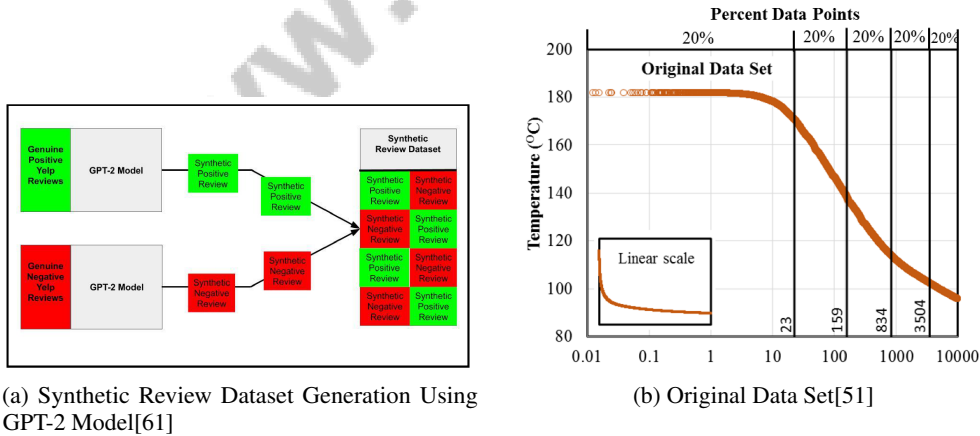 Genuine
Positive
Yelp
Reviews
GPT-2 Model
Synthetic
Positive
Review
Synthetic
Positive
Review
Genuine
Negative
Yelp
Reviews
GPT-2 Model
Synthetic
Negative
Review
Synthetic
Negative
Review
Synthetic
Review Dataset
Synthetic
Positive
Review
Synthetic
Negative
Review
Synthetic
Negative
Review
Synthetic
Positive
Review
Synthetic
Positive
Review
Synthetic
Negative
Review
Synthetic
Negative
Review
Synthetic
Positive
Review
(a) Synthetic Review Dataset Generation Using
GPT-2 Model[61]
Percent Data Points
20% 20% 20% 20% 20%
Original Data Set
Temperature (°C)
200
180
160
140
120
100
80
Linear scale
23
159
834
3504
0.01 0.1 1 10 100 1000 10000
(b) Original Data Set[51]